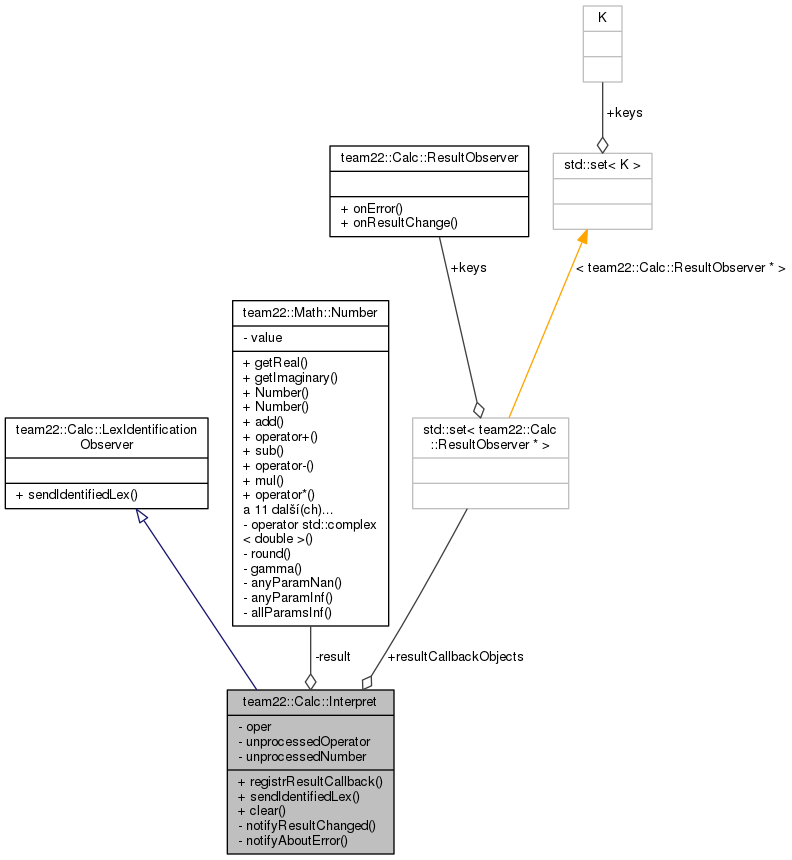 K
+keys
std::set< K >
team22::Calc::ResultObserver
+ onError()
+ onResultChange()
< team22::Calc::ResultObserver * >
+keys
team22::Math::Number
- value
+ getReal()
+ getImaginary()
+ Number()
+ Number()
+ add()
+ operator+()
+ sub()
+ operator-()
+ mul()
+ operator*()
a 11 další(ch)...
- operator std::complex
< double >()
- round()
- gamma()
- anyParamNan()
- anyParamInf()
- allParamsInf()
team22::Calc::LexIdentification
Observer
+ sendIdentifiedLex()
std::set< team22::Calc
::ResultObserver * >
-result
+resultCallbackObjects
team22::Calc::Interpret
- oper
- unprocessedOperator
- unprocessedNumber
+ registrResultCallback()
+ sendIdentifiedLex()
+ clear()
- notifyResultChanged()
- notifyAboutError()